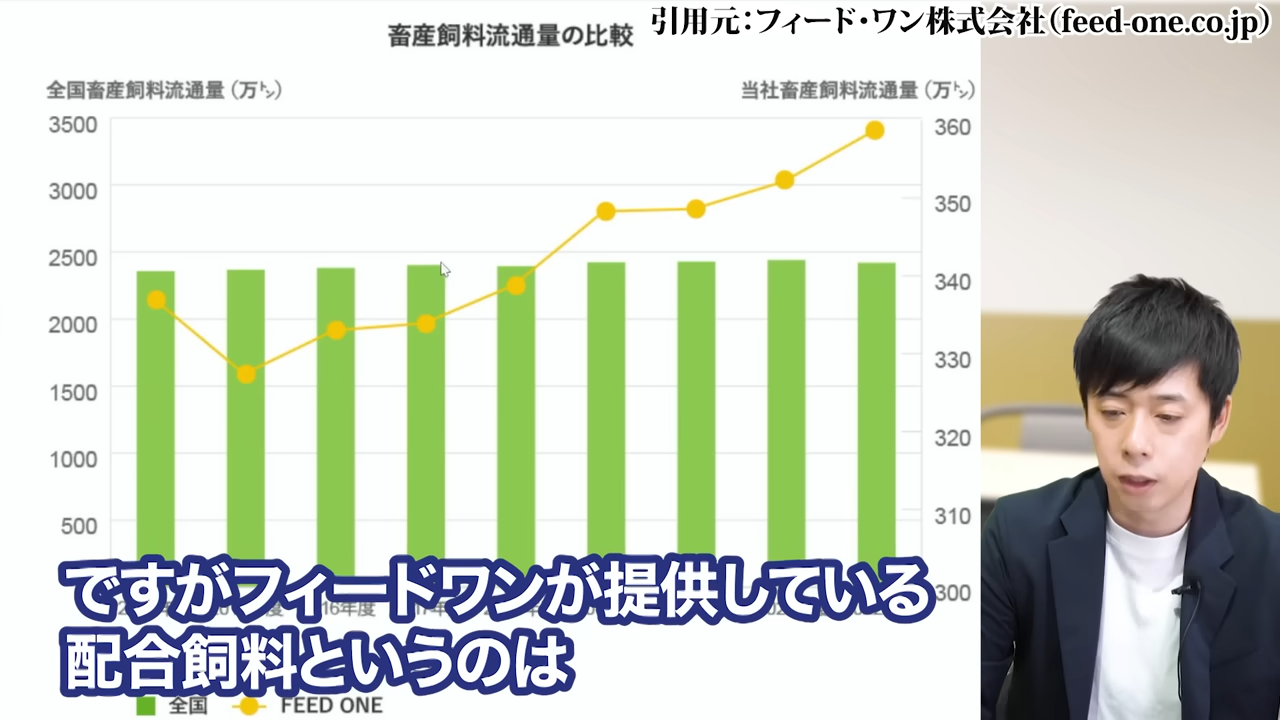 畜産飼料流通量の比較
引用元：フィード・ワン株式会社（feed-one.co.jp）
全国畜産飼料流通量（万㌧）
当社畜産飼料流通量（万㌧）
3500
3000
2500
2000
1500
1000
500
360
350
340
330
320
310
300
16年度
ですがフィードワンが提供している
配合飼料というのは
全国
FEED ONE